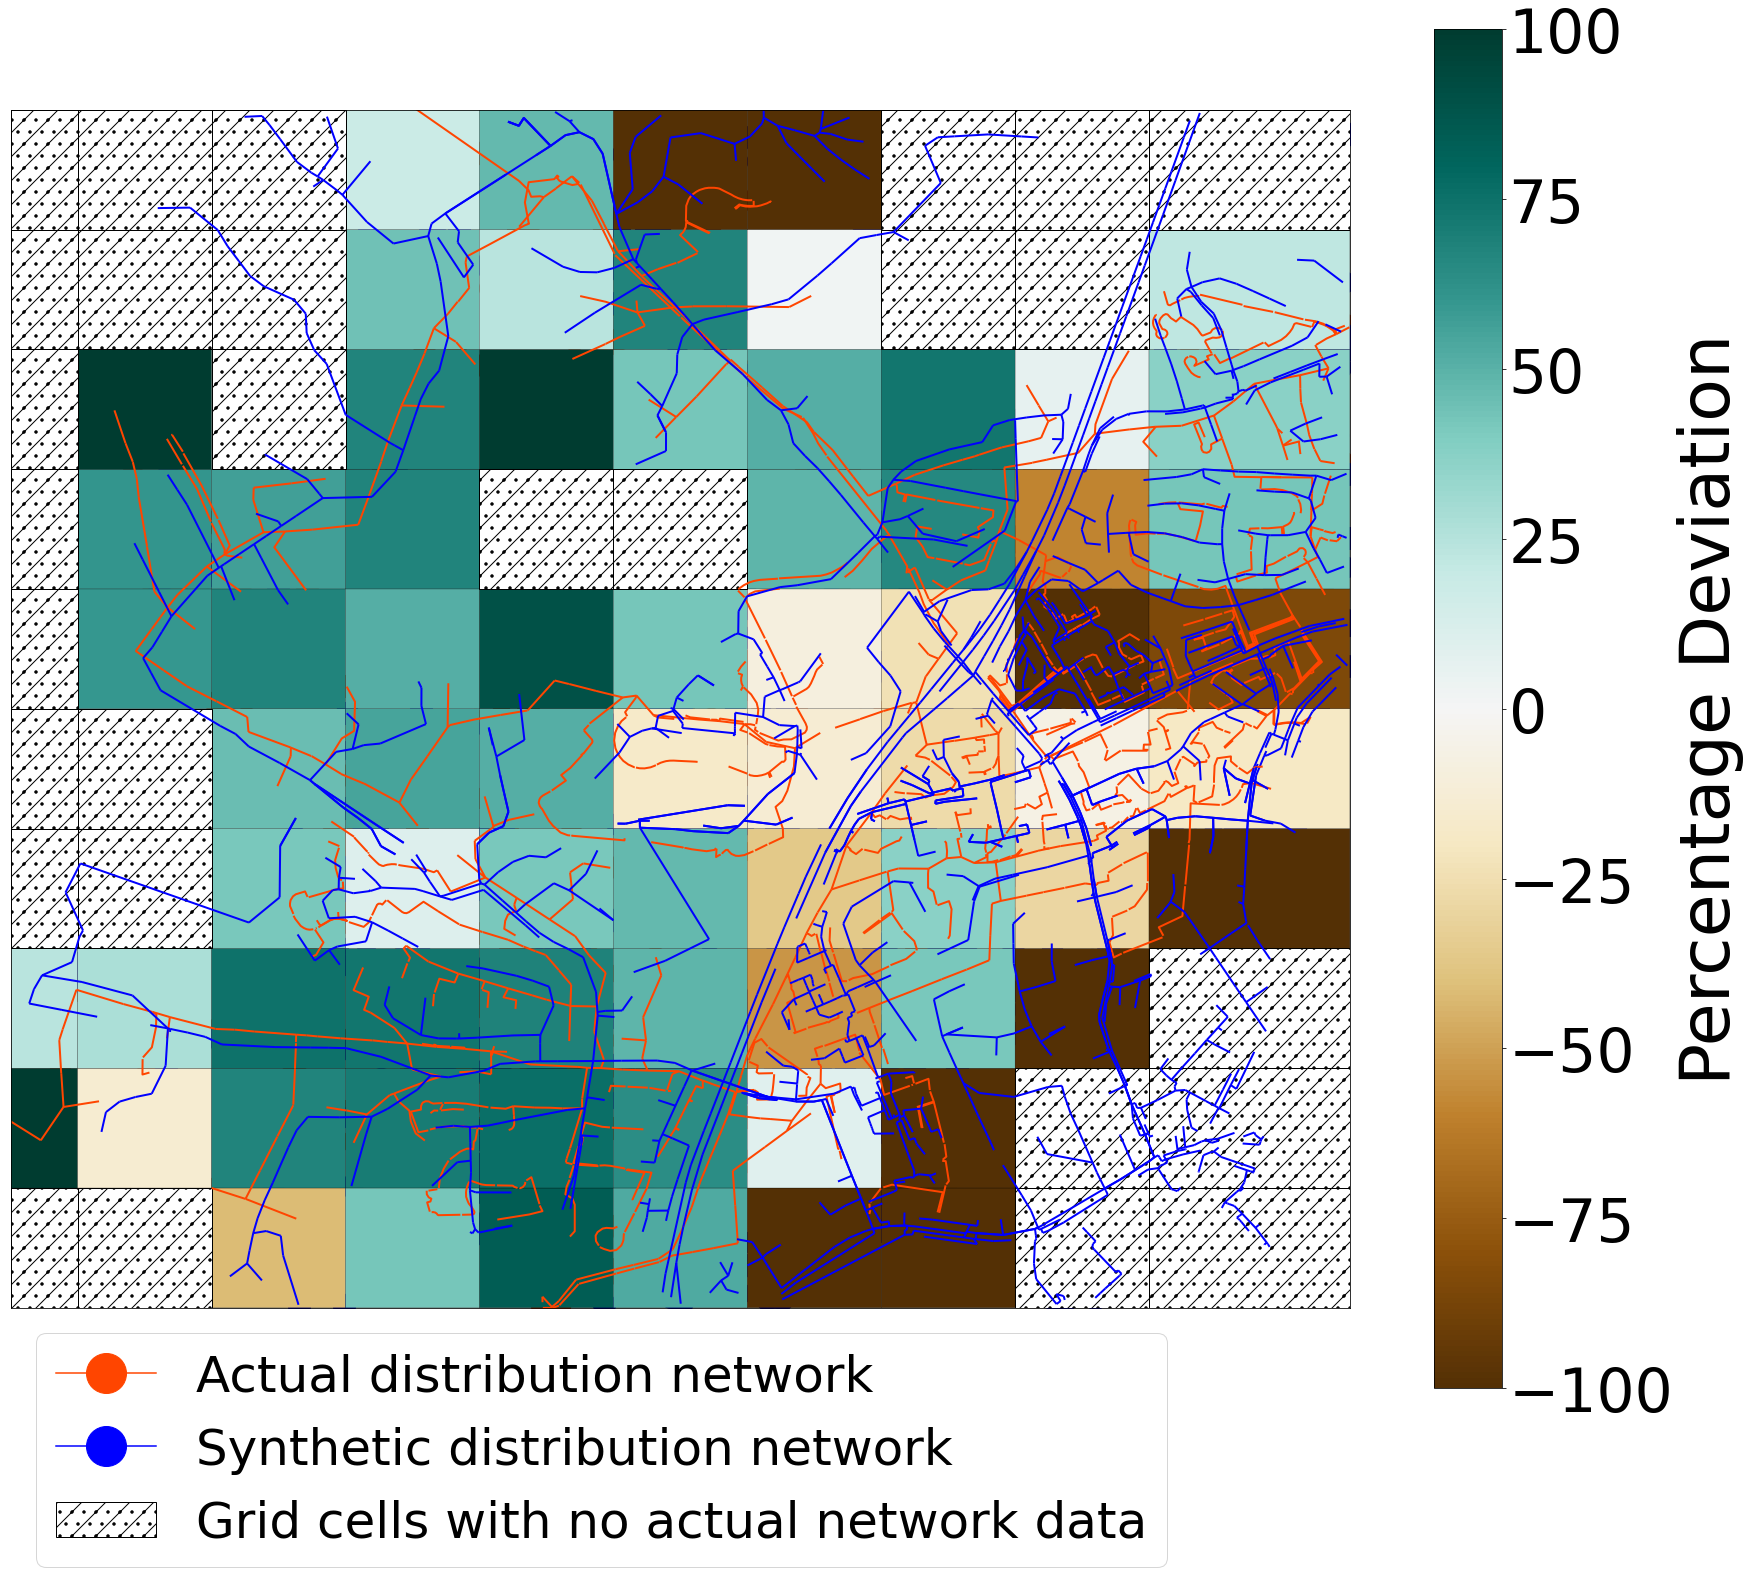 100
75
50
25
0
−25
−50
−75
−100
Percentage Deviation
Actual distribution network
Synthetic distribution network
Grid cells with no actual network data